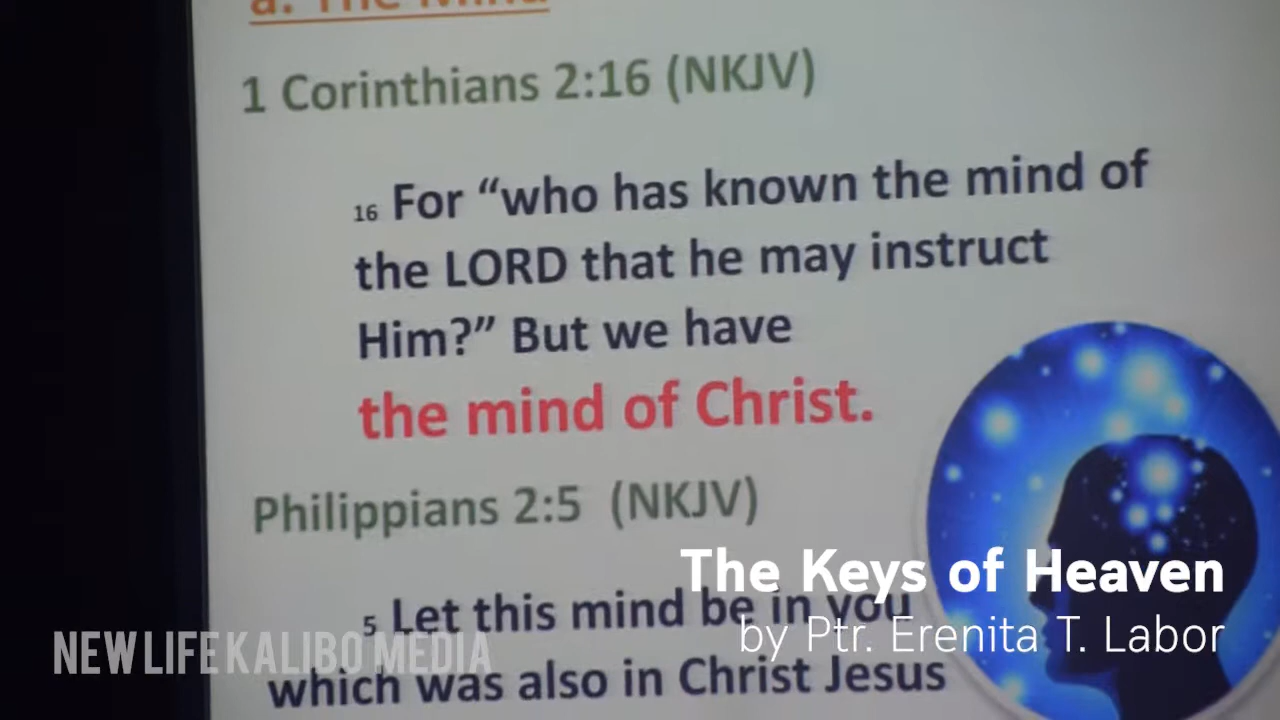 a. The Mind
1 Corinthians 2:16 (NKJV)
16 For “who has known the mind of
the LORD that he may instruct
Him?” But we have
the mind of Christ.
Philippians 2:5 (NKJV)
5 Let this mind be in you
which was also in Christ Jesus
The Keys of Heaven
by Ptr. Erenita T. Labor
NEW LIFE KALIBO MEDIA